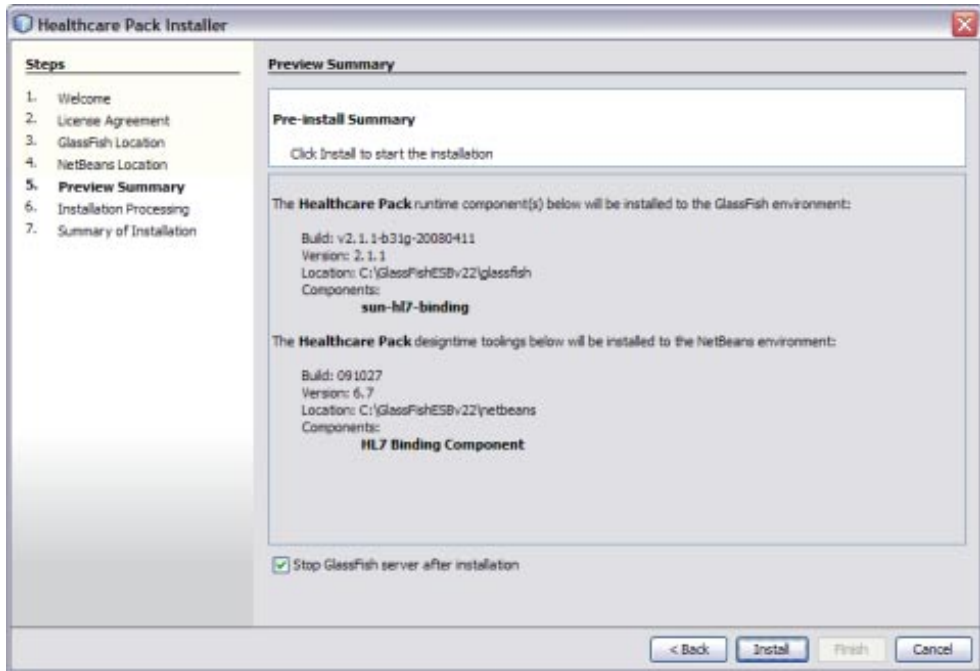 Healthcare Pack Installer
Steps
1. Welcome
2. License Agreement
3. GlassFish Location
4. NetBeans Location
5. Preview Summary
6. Installation Processing
7. Summary of Installation
Preview Summary
Pre-install Summary
Click Install to start the installation
The Healthcare Pack runtime component(s) below will be installed to the GlassFish environment:
Build: v2.1.1-b31g-20080411
Version: 2.1.1
Location: C:\GlassFishESBv22\glassfish
Components:
sun-hl7-binding
The Healthcare Pack designtime toolings below will be installed to the NetBeans environment:
Build: 091027
Version: 6.7
Location: C:\GlassFishESBv22\netbeans
Components:
HL7 Binding Component
Stop GlassFish server after installation
< Back Install Finish Cancel